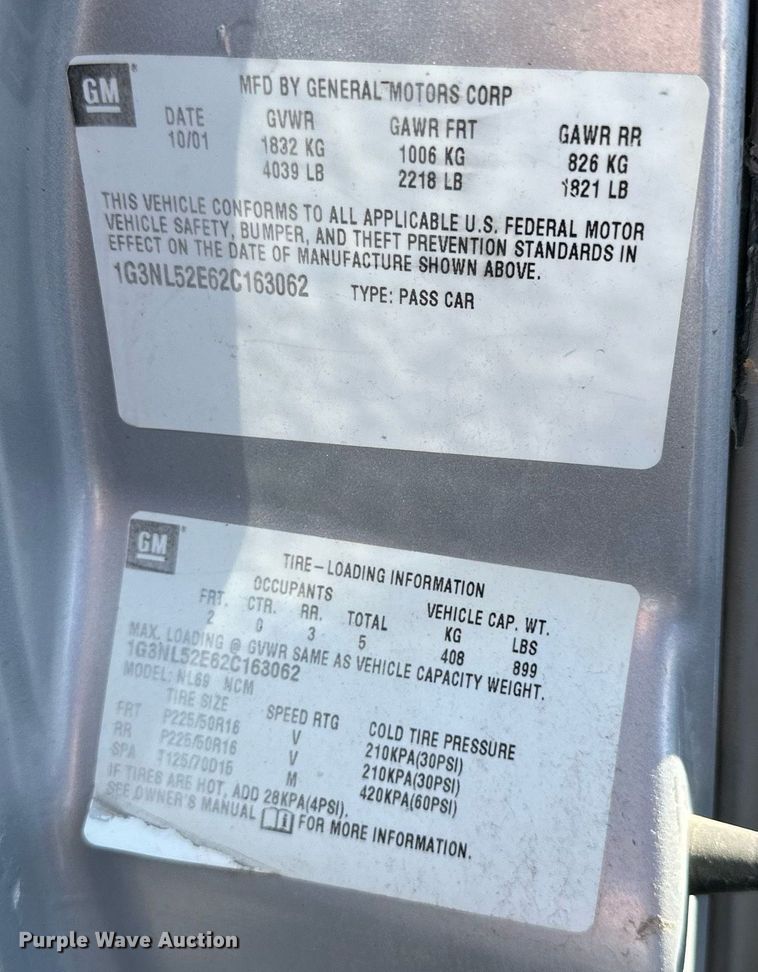 GM
MFD BY GENERAL MOTORS CORP
DATE GVWR GAWR FRT GAWR RR
10/01 1832 KG 1006 KG 826 KG
4039 LB 2218 LB 1821 LB
THIS VEHICLE CONFORMS TO ALL APPLICABLE U.S. FEDERAL MOTOR
VEHICLE SAFETY, BUMPER, AND THEFT PREVENTION STANDARDS IN
EFFECT ON THE DATE OF MANUFACTURE SHOWN ABOVE.
1G3NL52E62C163062 TYPE: PASS CAR
GM
TIRE-LOADING INFORMATION
OCCUPANTS VEHICLE CAP. WT.
FRT. CTR. RR. TOTAL KG LBS
2 0 3 5 408 899
MAX. LOADING @ GVWR SAME AS VEHICLE CAPACITY WEIGHT.
1G3NL52E62C163062
MODEL: NL69 NCM
TIRE SIZE SPEED RTG COLD TIRE PRESSURE
FRT P225/50R16 V 210KPA(30PSI)
RR P225/50R16 V 210KPA(30PSI)
SPA T125/70D15 M 420KPA(60PSI)
IF TIRES ARE HOT, ADD 28KPA(4PSI).
SEE OWNER'S MANUAL FOR MORE INFORMATION.
Purple Wave Auction